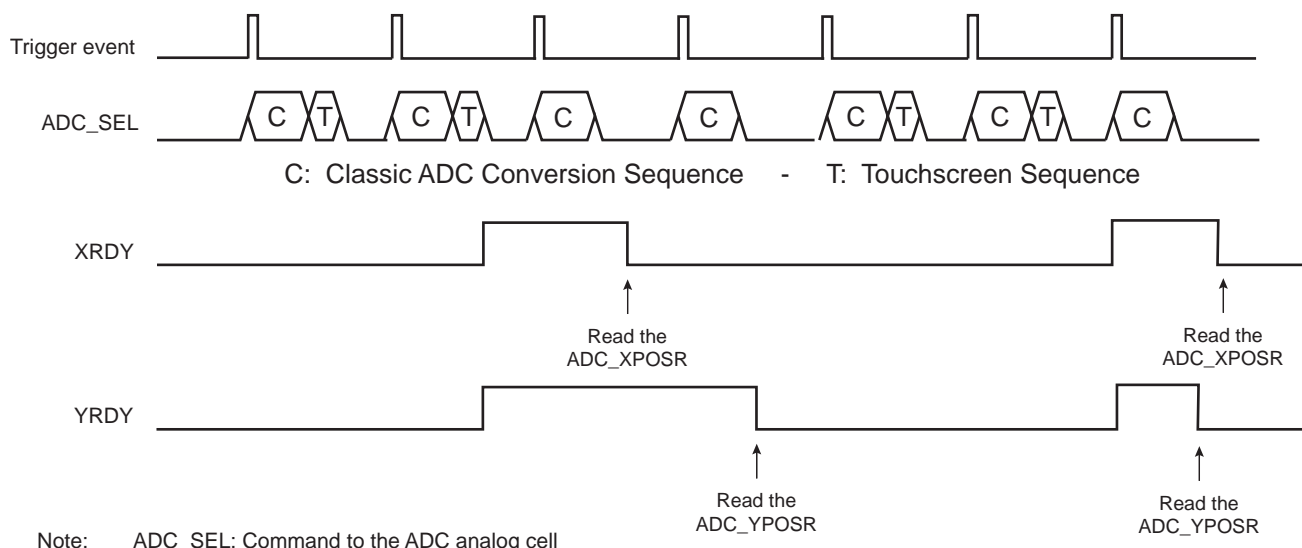 Trigger event
ADC_SEL
C T C T C C C T C T C
C: Classic ADC Conversion Sequence - T: Touchscreen Sequence
XRDY
Read the
ADC_XPOSR
Read the
ADC_XPOSR
YRDY
Read the
ADC_YPOSR
Read the
ADC_YPOSR
Note: ADC_SEL: Command to the ADC analog cell